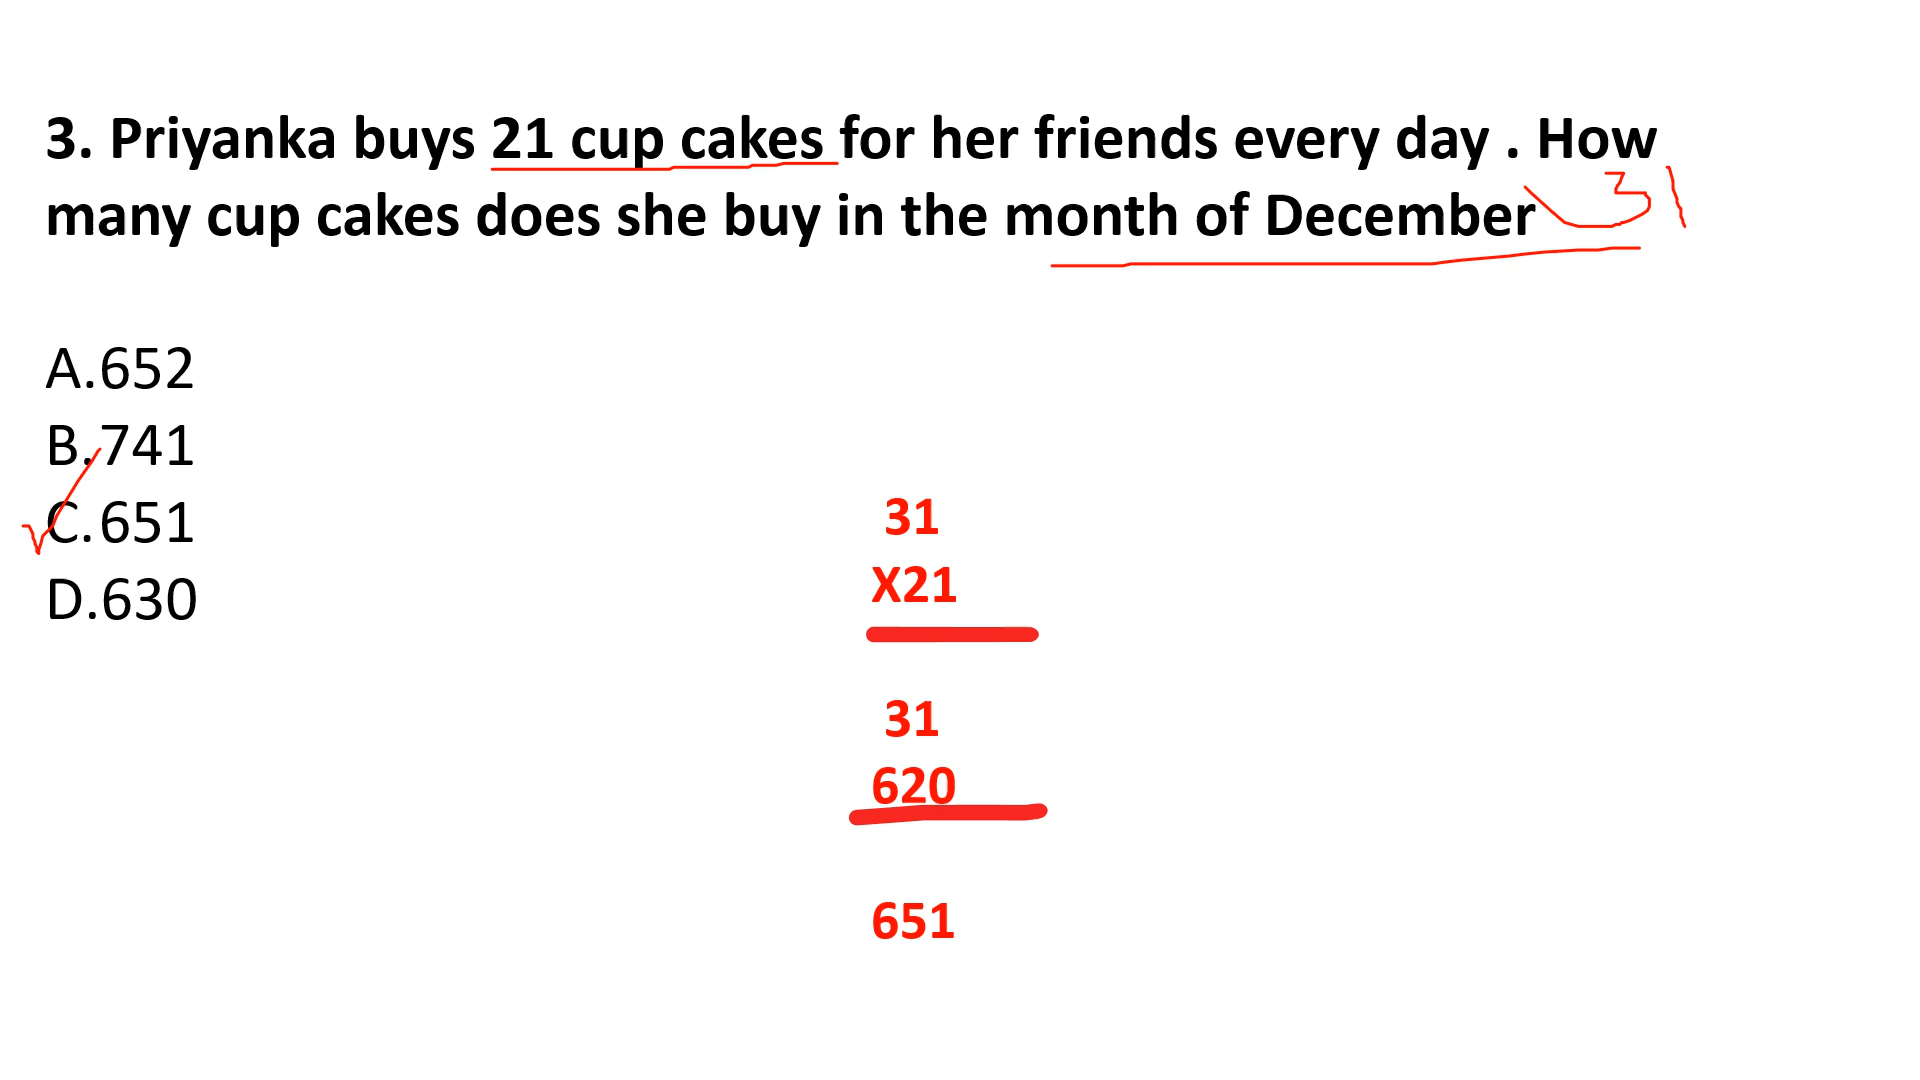 3. Priyanka buys 21 cup cakes for her friends every day . How
many cup cakes does she buy in the month of December 31
A.652
B.741
C.651
D.630
31
X21
31
620
651